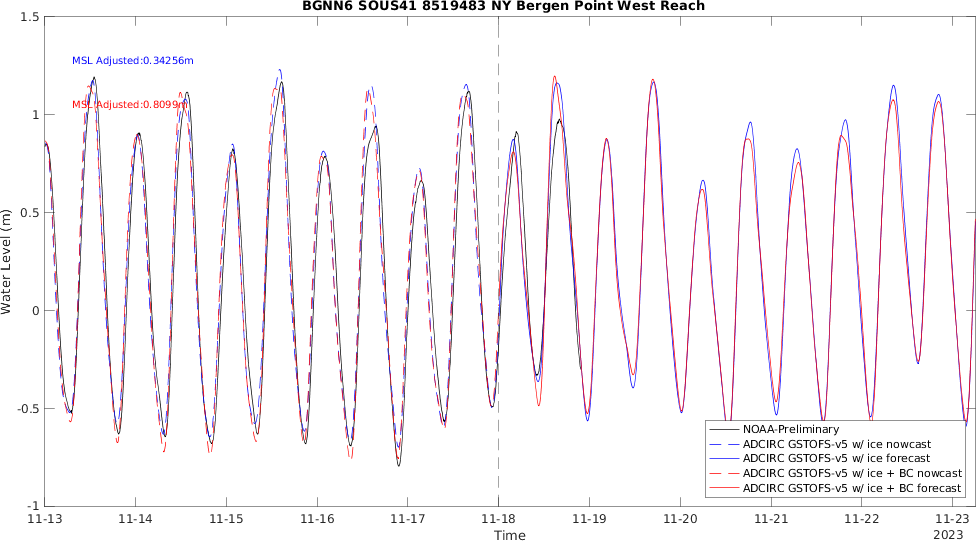 BGNN6 SOUS41 8519483 NY Bergen Point West Reach
1.5
MSL Adjusted:0.34256m
MSL Adjusted:0.8099m
1
0.5
Water Level (m)
0
-0.5
-1
NOAA-Preliminary
ADCIRC GSTOFS-v5 w/ ice nowcast
ADCIRC GSTOFS-v5 w/ ice forecast
ADCIRC GSTOFS-v5 w/ ice + BC nowcast
ADCIRC GSTOFS-v5 w/ ice + BC forecast
11-13 11-14 11-15 11-16 11-17 11-18 11-19 11-20 11-21 11-22 11-23
Time
2023